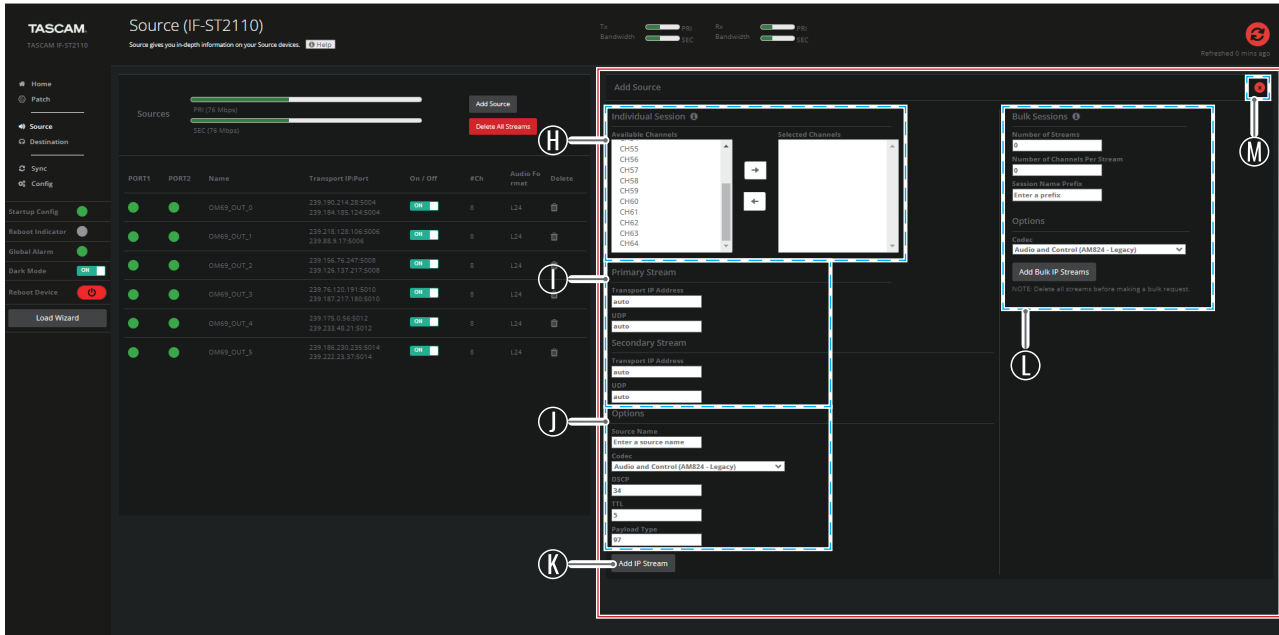 TASCAM.
TASCAM IF-ST2110
Source (IF-ST2110)
Source gives you in-depth information on your Source devices. Help
Tx
Bandwidth
PRI
SEC
Rx
Bandwidth
PRI
SEC
Refreshed 0 mins ago
Home
Patch
Source
Destination
Sync
Config
Startup Config
Reboot Indicator
Global Alarm
Dark Mode ON
Reboot Device
Load Wizard
Sources
PRI (76 Mbps)
SEC (76 Mbps)
Add Source
Delete All Streams
PORT1 PORT2 Name Transport IP:Port On / Off #Ch Audio Fo
rmat Delete
OM69_OUT_0 239.190.214.28:5004 ON 8 L24
239.184.185.124:5004
OM69_OUT_1 239.218.128.106:5006 ON 8 L24
239.88.9.17:5006
OM69_OUT_2 239.156.76.247:5008 ON 8 L24
239.126.137.217:5008
OM69_OUT_3 239.76.120.191:5010 ON 8 L24
239.187.217.180:5010
OM69_OUT_4 239.175.0.56:5012 ON 8 L24
239.233.48.21:5012
OM69_OUT_5 239.186.230.235:5014 ON 8 L24
239.222.23.37:5014
Add Source
H
Individual Session
Available Channels
CH55
CH56
CH57
CH58
CH59
CH60
CH61
CH62
CH63
CH64
Selected Channels
I
Primary Stream
Transport IP Address
auto
UDP
auto
Secondary Stream
Transport IP Address
auto
UDP
auto
J
Options
Source Name
Enter a source name
Codec
Audio and Control (AM824 - Legacy)
DSCP
34
TTL
5
Payload Type
97
K
Add IP Stream
Bulk Sessions
Number of Streams
0
Number of Channels Per Stream
0
Session Name Prefix
Enter a prefix
Options
Codec
Audio and Control (AM824 - Legacy)
Add Bulk IP Streams
NOTE: Delete all streams before making a bulk request.
L
M